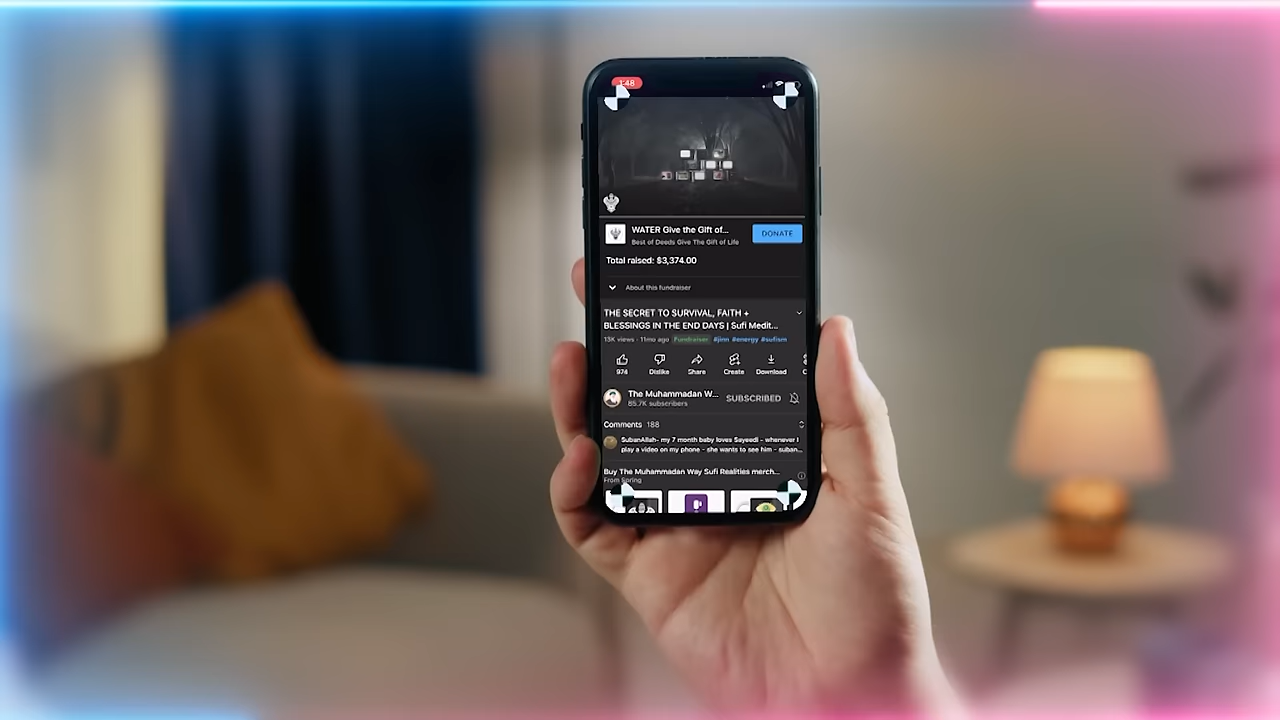 1:48
WATER Give the Gift of...
Best of Deeds Give The Gift of Life
DONATE
Total raised: $3,374.00
About this fundraiser
THE SECRET TO SURVIVAL, FAITH +
BLESSINGS IN THE END DAYS | Sufi Medit...
13K views · 11mo ago Fundraiser #jinn #energy #sufism
974 Dislike Share Create Download
The Muhammadan W...
85.7K subscribers
SUBSCRIBED
Comments 188
SubanAllah- my 7 month baby loves Sayeedi - whenever I
play a video on my phone - she wants to see him - suban...
Buy The Muhammadan Way Sufi Realities merch...
From Spring